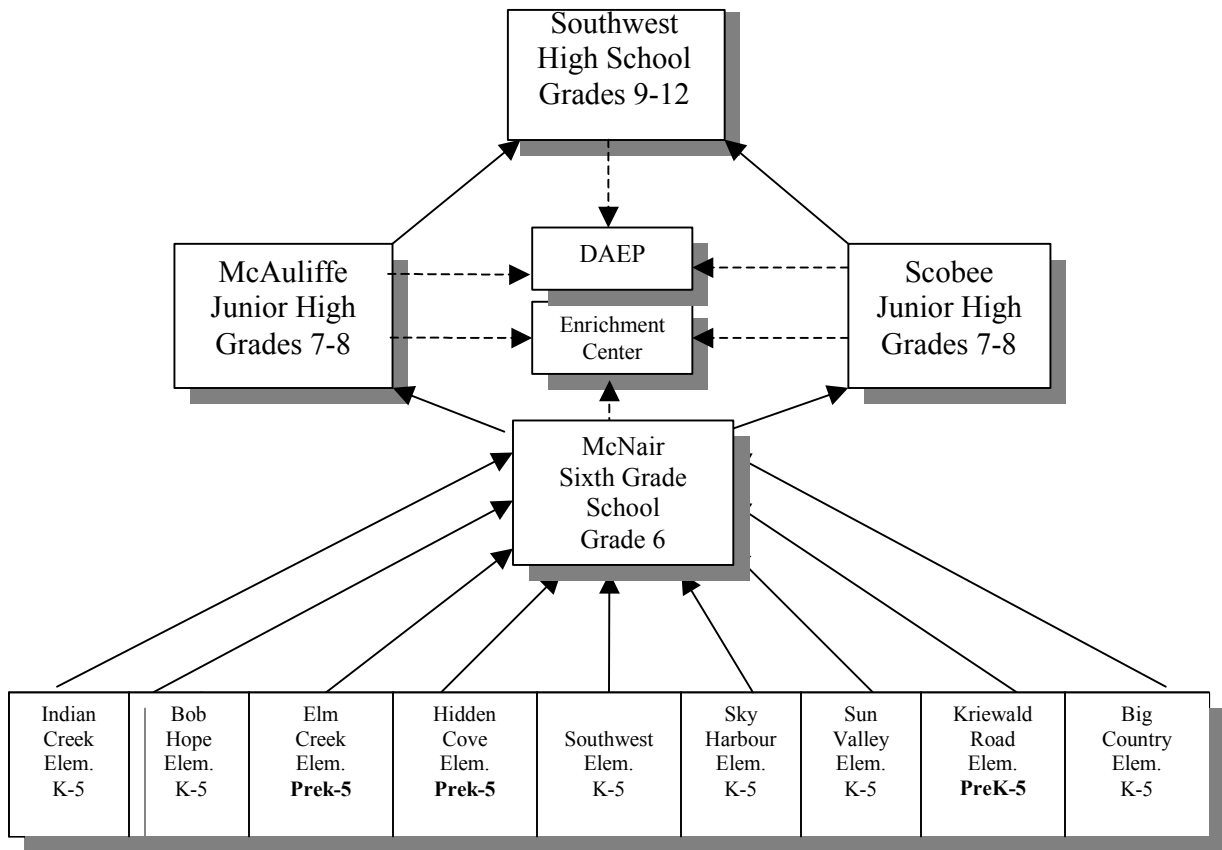 Southwest
High School
Grades 9-12
DAEP
McAuliffe
Junior High
Grades 7-8
Scobee
Junior High
Grades 7-8
Enrichment
Center
McNair
Sixth Grade
School
Grade 6
Indian
Creek
Elem.
K-5
Bob
Hope
Elem.
K-5
Elm
Creek
Elem.
Prek-5
Hidden
Cove
Elem.
Prek-5
Southwest
Elem.
K-5
Sky
Harbour
Elem.
K-5
Sun
Valley
Elem.
K-5
Kriewald
Road
Elem.
PreK-5
Big
Country
Elem.
K-5